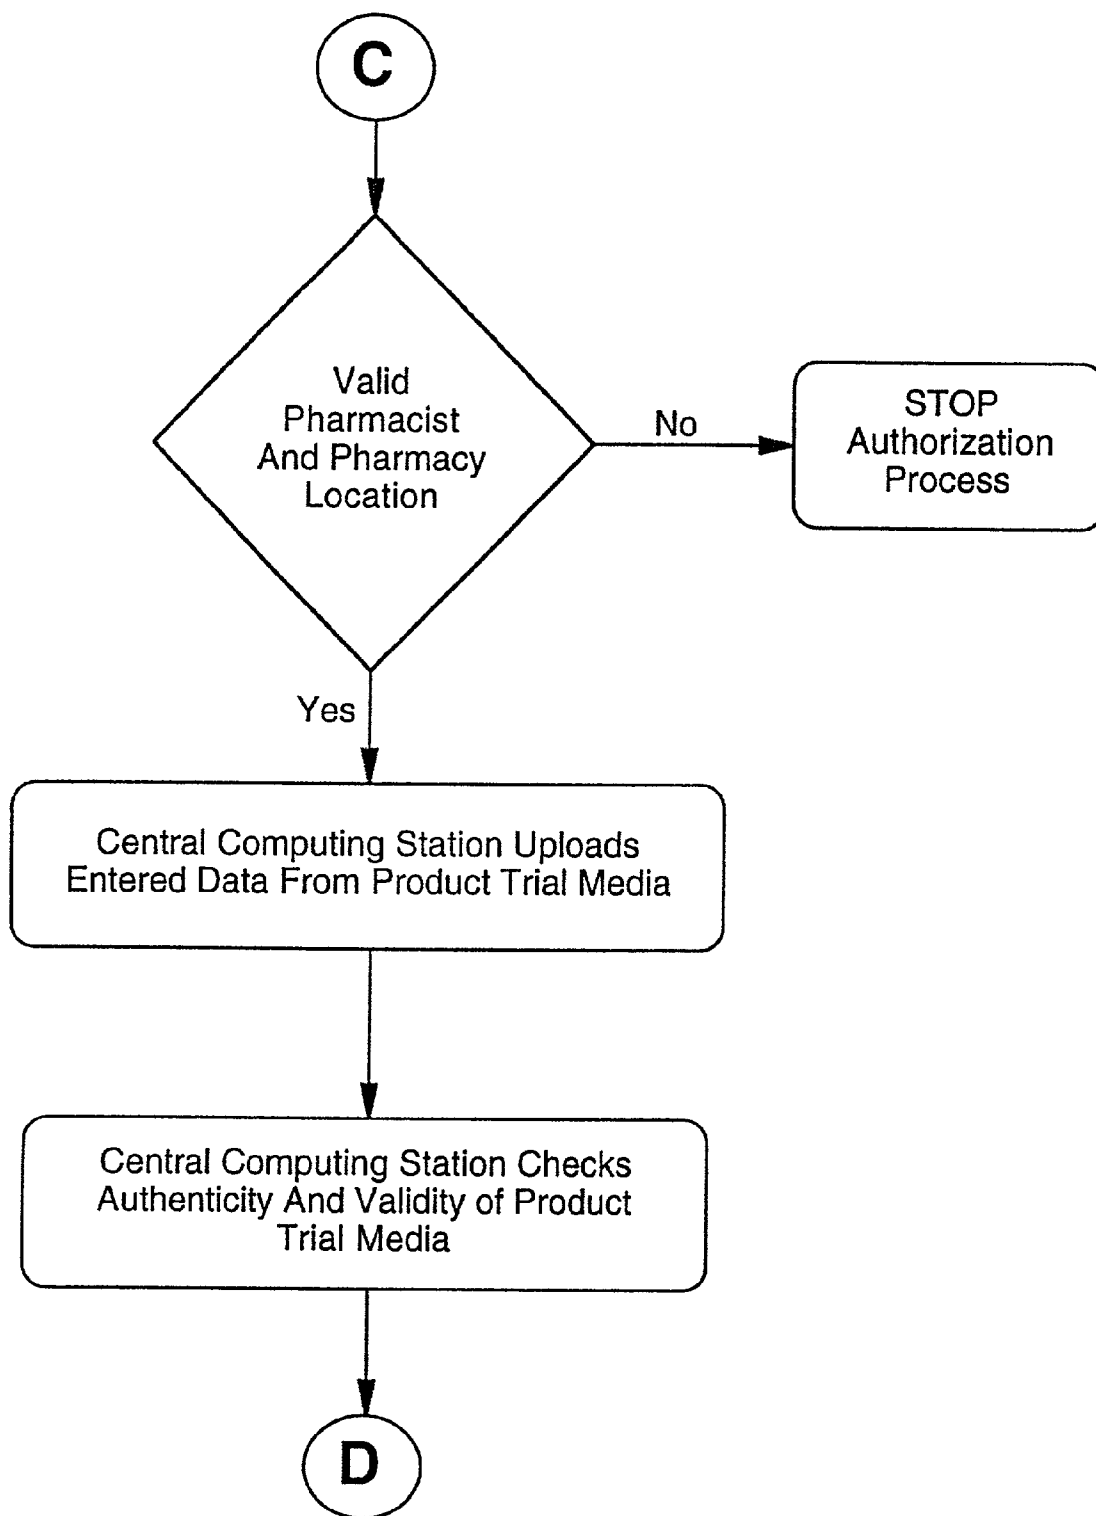 C
Valid
Pharmacist
And Pharmacy
Location
No
STOP
Authorization
Process
Yes
Central Computing Station Uploads
Entered Data From Product Trial Media
Central Computing Station Checks
Authenticity And Validity of Product
Trial Media
D